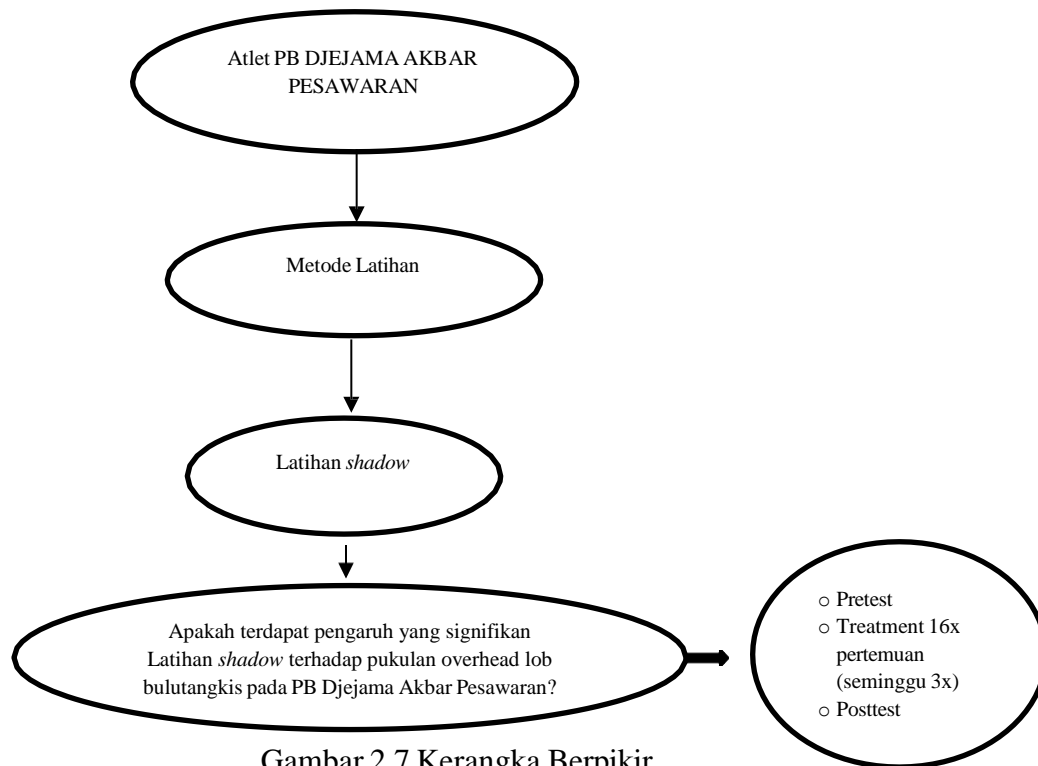 Atlet PB DJEJAMA AKBAR
PESAWARAN
Metode Latihan
Latihan shadow
Apakah terdapat pengaruh yang signifikan
Latihan shadow terhadap pukulan overhead lob
bulutangkis pada PB Djejama Akbar Pesawaran?
○ Pretest
○ Treatment 16x
pertemuan
(seminggu 3x)
○ Posttest
Gambar 2.7 Kerangka Berpikir